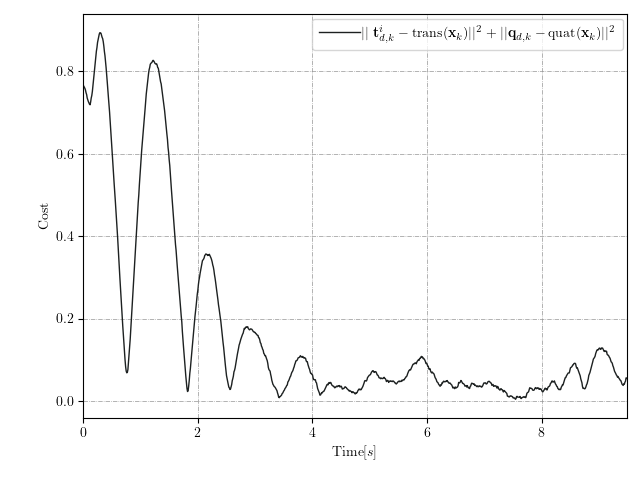 || t^i_{d,k} − trans(x_k)||^2 + ||q_{d,k} − quat(x_k)||^2
0.8
0.6
0.4
0.2
0.0
Cost
0 2 4 6 8
Time[s]